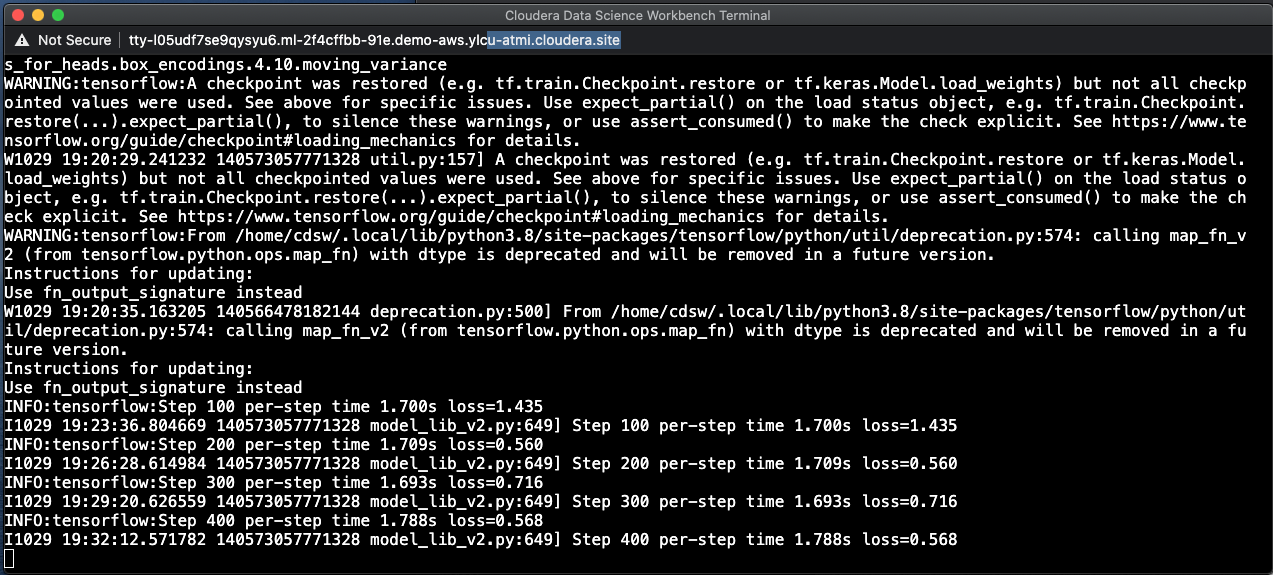 Cloudera Data Science Workbench Terminal
Not Secure | tty-l05udf7se9qysyu6.ml-2f4cffbb-91e.demo-aws.ylcu-atmi.cloudera.site
s_for_heads.box_encodings.4.10.moving_variance
WARNING:tensorflow:A checkpoint was restored (e.g. tf.train.Checkpoint.restore or tf.keras.Model.load_weights) but not all checkp
ointed values were used. See above for specific issues. Use expect_partial() on the load status object, e.g. tf.train.Checkpoint.
restore(...).expect_partial(), to silence these warnings, or use assert_consumed() to make the check explicit. See https://www.te
nsorflow.org/guide/checkpoint#loading_mechanics for details.
W1029 19:20:29.241232 140573057771328 util.py:157] A checkpoint was restored (e.g. tf.train.Checkpoint.restore or tf.keras.Model.
load_weights) but not all checkpointed values were used. See above for specific issues. Use expect_partial() on the load status o
bject, e.g. tf.train.Checkpoint.restore(...).expect_partial(), to silence these warnings, or use assert_consumed() to make the ch
eck explicit. See https://www.tensorflow.org/guide/checkpoint#loading_mechanics for details.
WARNING:tensorflow:From /home/cdsw/.local/lib/python3.8/site-packages/tensorflow/python/util/deprecation.py:574: calling map_fn_v
2 (from tensorflow.python.ops.map_fn) with dtype is deprecated and will be removed in a future version.
Instructions for updating:
Use fn_output_signature instead
W1029 19:20:35.163205 140566478182144 deprecation.py:500] From /home/cdsw/.local/lib/python3.8/site-packages/tensorflow/python/ut
il/deprecation.py:574: calling map_fn_v2 (from tensorflow.python.ops.map_fn) with dtype is deprecated and will be removed in a fu
ture version.
Instructions for updating:
Use fn_output_signature instead
INFO:tensorflow:Step 100 per-step time 1.700s loss=1.435
I1029 19:23:36.804669 140573057771328 model_lib_v2.py:649] Step 100 per-step time 1.700s loss=1.435
INFO:tensorflow:Step 200 per-step time 1.709s loss=0.560
I1029 19:26:28.614984 140573057771328 model_lib_v2.py:649] Step 200 per-step time 1.709s loss=0.560
INFO:tensorflow:Step 300 per-step time 1.693s loss=0.716
I1029 19:29:20.626559 140573057771328 model_lib_v2.py:649] Step 300 per-step time 1.693s loss=0.716
INFO:tensorflow:Step 400 per-step time 1.788s loss=0.568
I1029 19:32:12.571782 140573057771328 model_lib_v2.py:649] Step 400 per-step time 1.788s loss=0.568